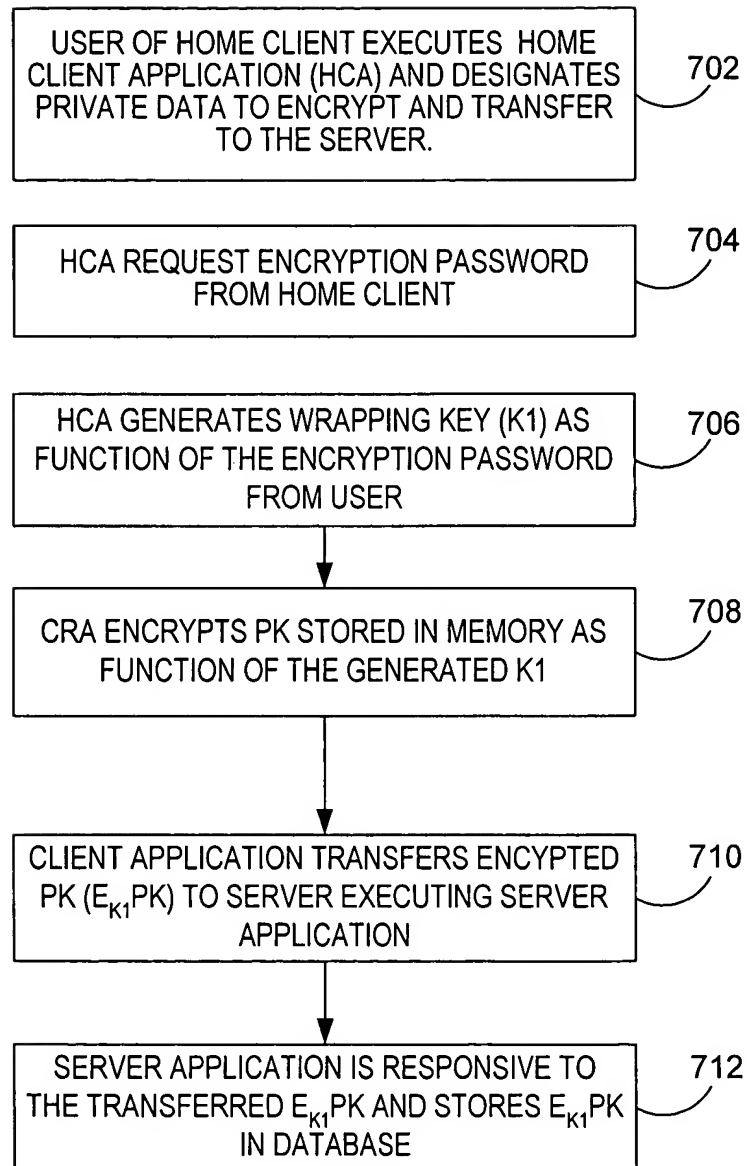 USER OF HOME CLIENT EXECUTES HOME
CLIENT APPLICATION (HCA) AND DESIGNATES
PRIVATE DATA TO ENCRYPT AND TRANSFER
TO THE SERVER.
702
HCA REQUEST ENCRYPTION PASSWORD
FROM HOME CLIENT
704
HCA GENERATES WRAPPING KEY (K1) AS
FUNCTION OF THE ENCRYPTION PASSWORD
FROM USER
706
CRA ENCRYPTS PK STORED IN MEMORY AS
FUNCTION OF THE GENERATED K1
708
CLIENT APPLICATION TRANSFERS ENCYPTED
PK (E_K1PK) TO SERVER EXECUTING SERVER
APPLICATION
710
SERVER APPLICATION IS RESPONSIVE TO
THE TRANSFERRED E_K1PK AND STORES E_K1PK
IN DATABASE
712